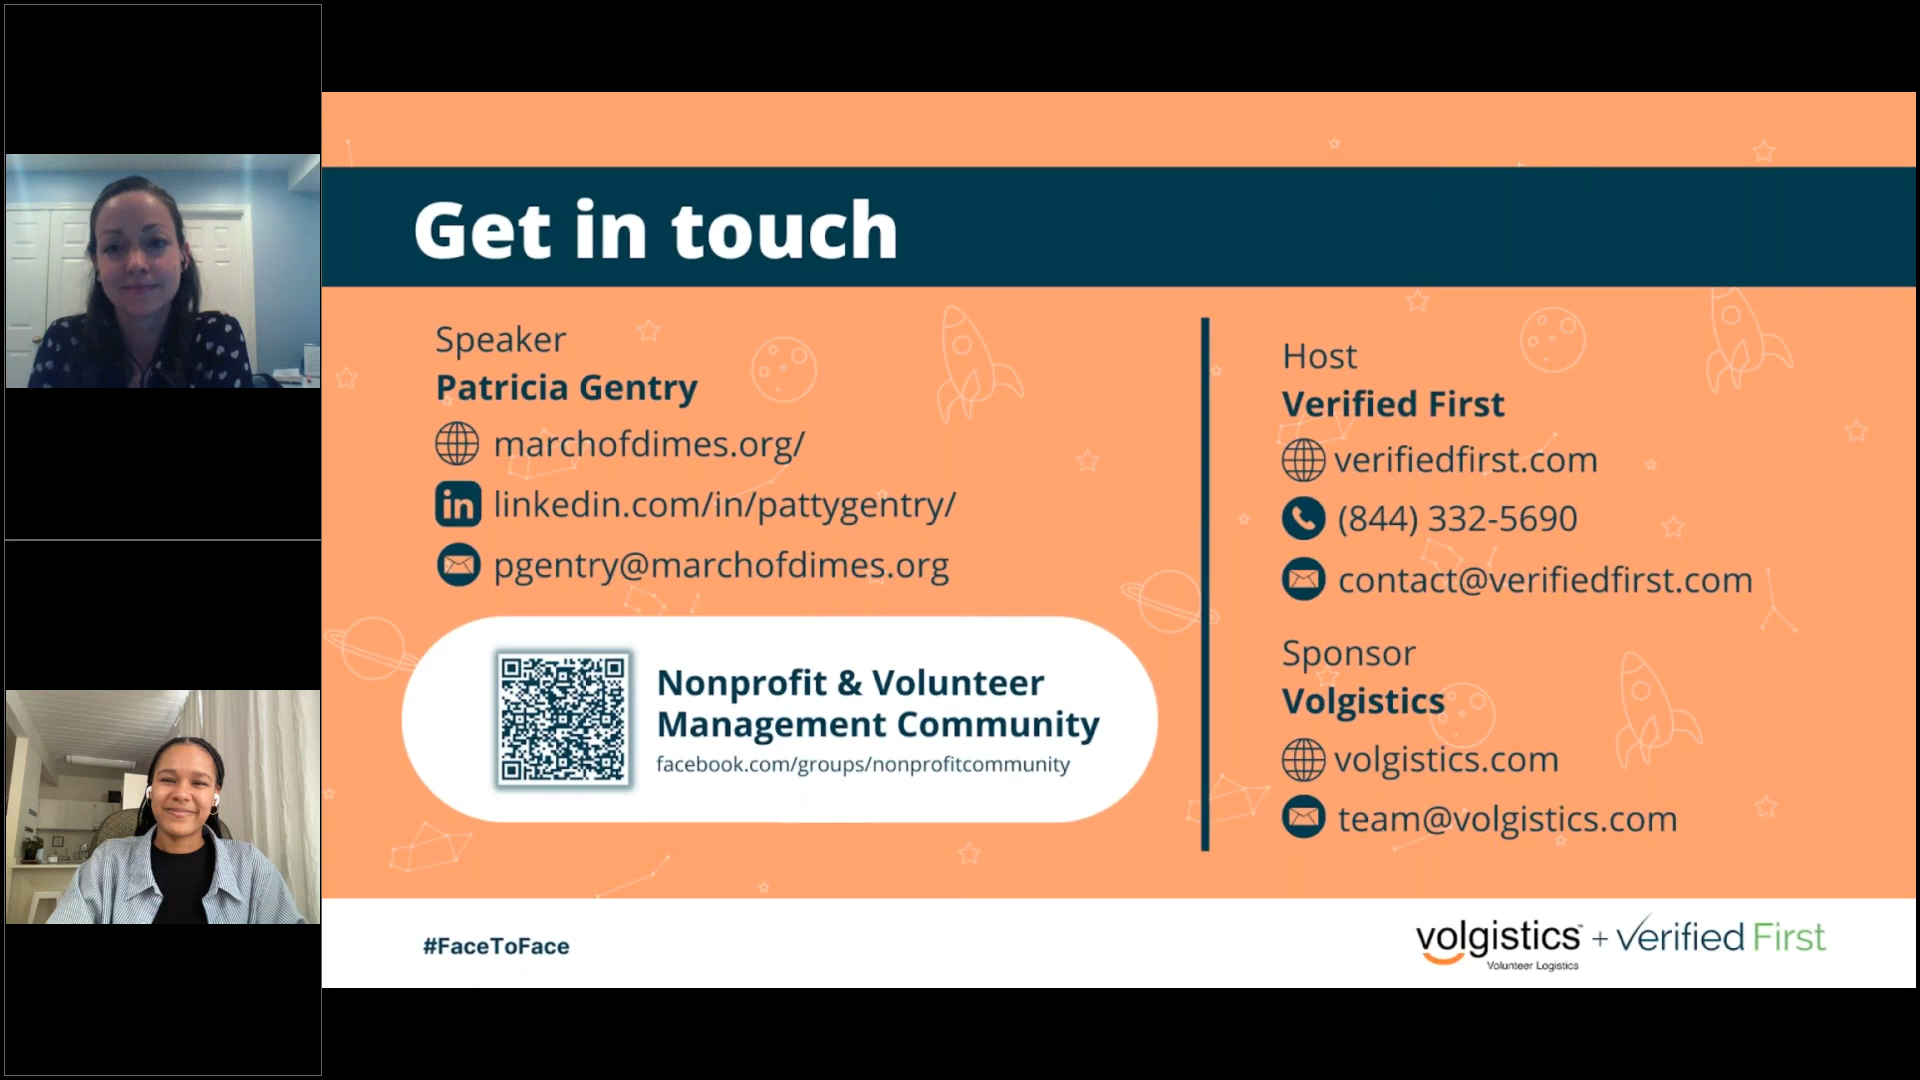 Get in touch
Speaker
Patricia Gentry
marchofdimes.org/
in linkedin.com/in/pattygentry/
pgentry@marchofdimes.org
Nonprofit & Volunteer
Management Community
facebook.com/groups/nonprofitcommunity
Host
Verified First
verifiedfirst.com
(844) 332-5690
contact@verifiedfirst.com
Sponsor
Volgistics
volgistics.com
team@volgistics.com
#FaceToFace
volgistics™ + Verified First
Volunteer Logistics